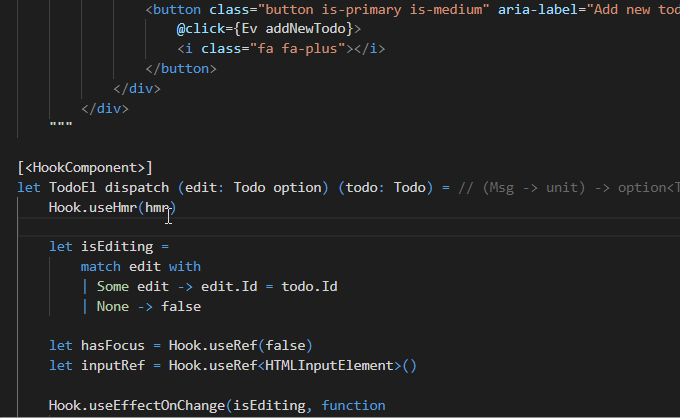 <button class="button is-primary is-medium" aria-label="Add new
@click={Ev addNewTodo}>
<i class="fa fa-plus"></i>
</button>
</div>
</div>
"""
[<HookComponent>]
let TodoEl dispatch (edit: Todo option) (todo: Todo) = // (Msg -> unit) -> option<T
Hook.useHmr(hmr)
let isEditing =
match edit with
| Some edit -> edit.Id = todo.Id
| None -> false
let hasFocus = Hook.useRef(false)
let inputRef = Hook.useRef<HTMLInputElement>()
Hook.useEffectOnChange(isEditing, function